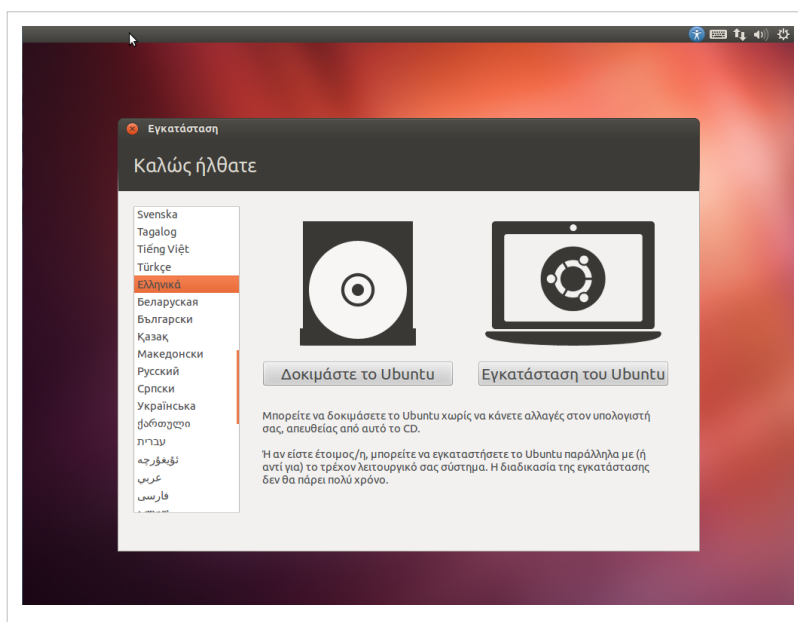 Εγκατάσταση
Καλώς ήλθατε
Svenska
Tagalog
Tiếng Việt
Türkçe
Ελληνικά
Беларуская
Български
Қазақ
Македонски
Русский
Српски
Українська
ქართული
עברית
ئۇيغۇرچە
عربي
فارسی
Δοκιμάστε το Ubuntu
Εγκατάσταση του Ubuntu
Μπορείτε να δοκιμάσετε το Ubuntu χωρίς να κάνετε αλλαγές στον υπολογιστή
σας, απευθείας από αυτό το CD.
Ή αν είστε έτοιμος/η, μπορείτε να εγκαταστήσετε το Ubuntu παράλληλα με (ή
αντί για) το τρέχον λειτουργικό σας σύστημα. Η διαδικασία της εγκατάστασης
δεν θα πάρει πολύ χρόνο.